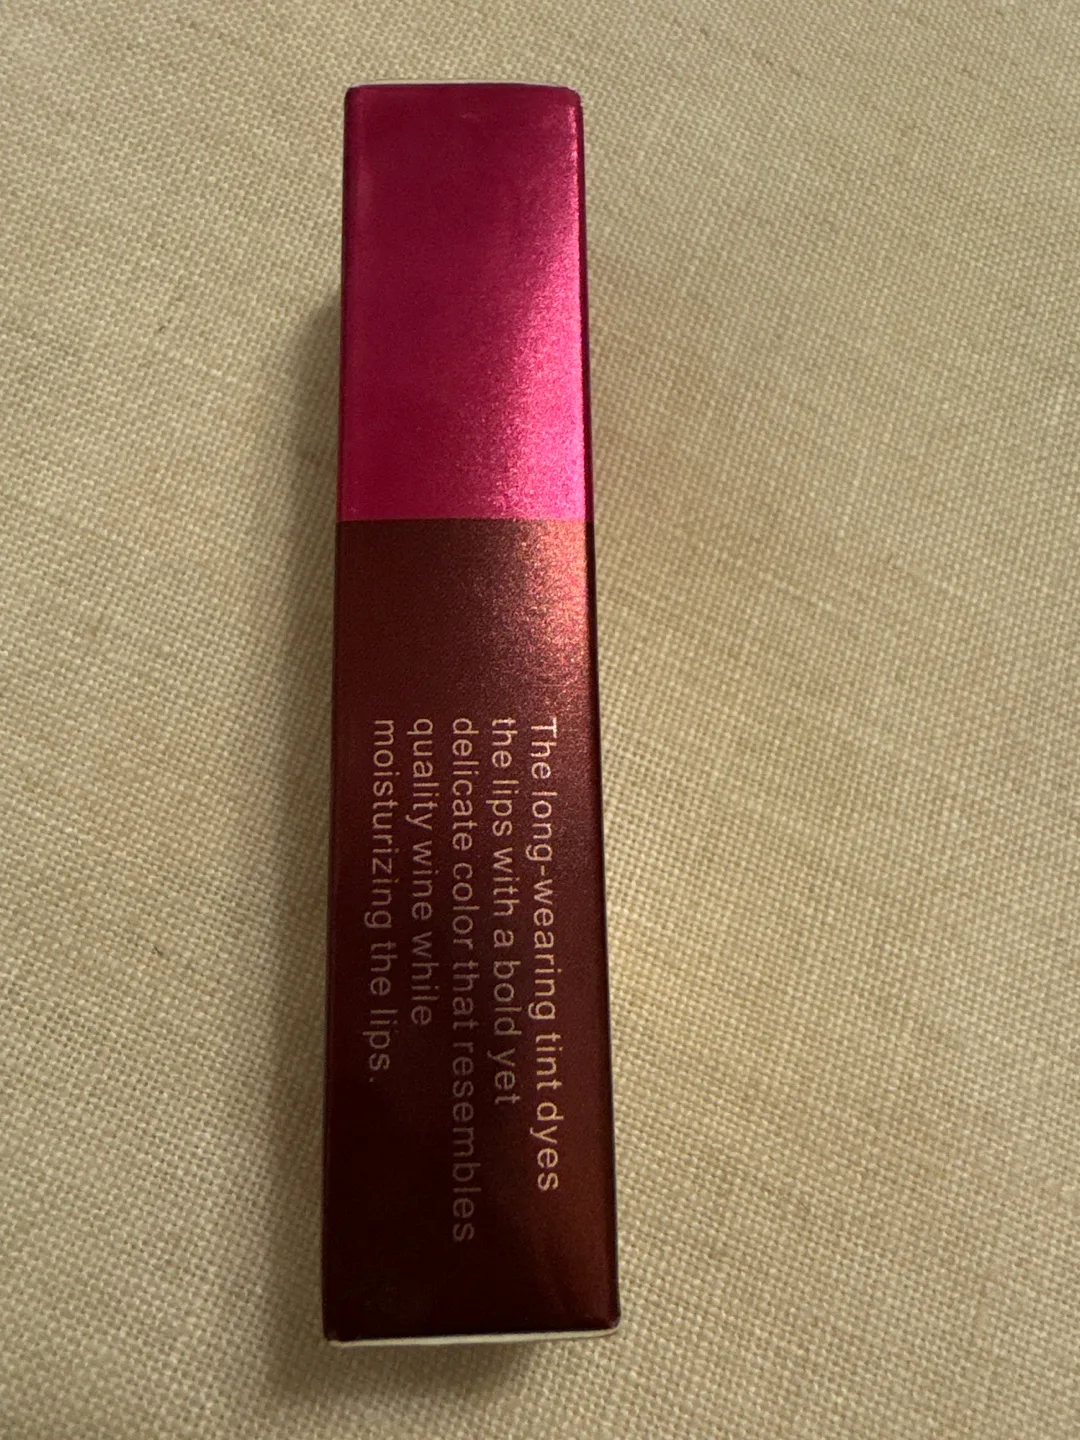 The long-wearing tint dyes
the lips with a bold yet
delicate color that resembles
quality wine while
moisturizing the lips.